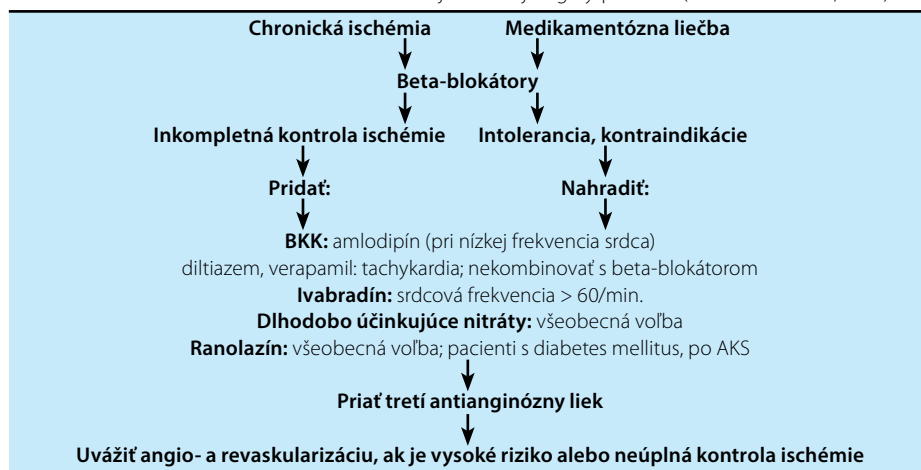 Chronická ischémia Medikamentózna liečba
Beta-blokátory
Inkompletná kontrola ischémie Intolerancia, kontraindikácie
Pridať: Nahradiť:
BKK: amlodipín (pri nízkej frekvencia srdca)
diltiazem, verapamil: tachykardia; nekombinovať s beta-blokátorom
Ivabradín: srdcová frekvencia > 60/min.
Dlhodobo účinkujúce nitráty: všeobecná voľba
Ranolazín: všeobecná voľba; pacienti s diabetes mellitus, po AKS
Priať tretí antianginózny liek
Uvážiť angio- a revaskularizáciu, ak je vysoké riziko alebo neúplná kontrola ischémie